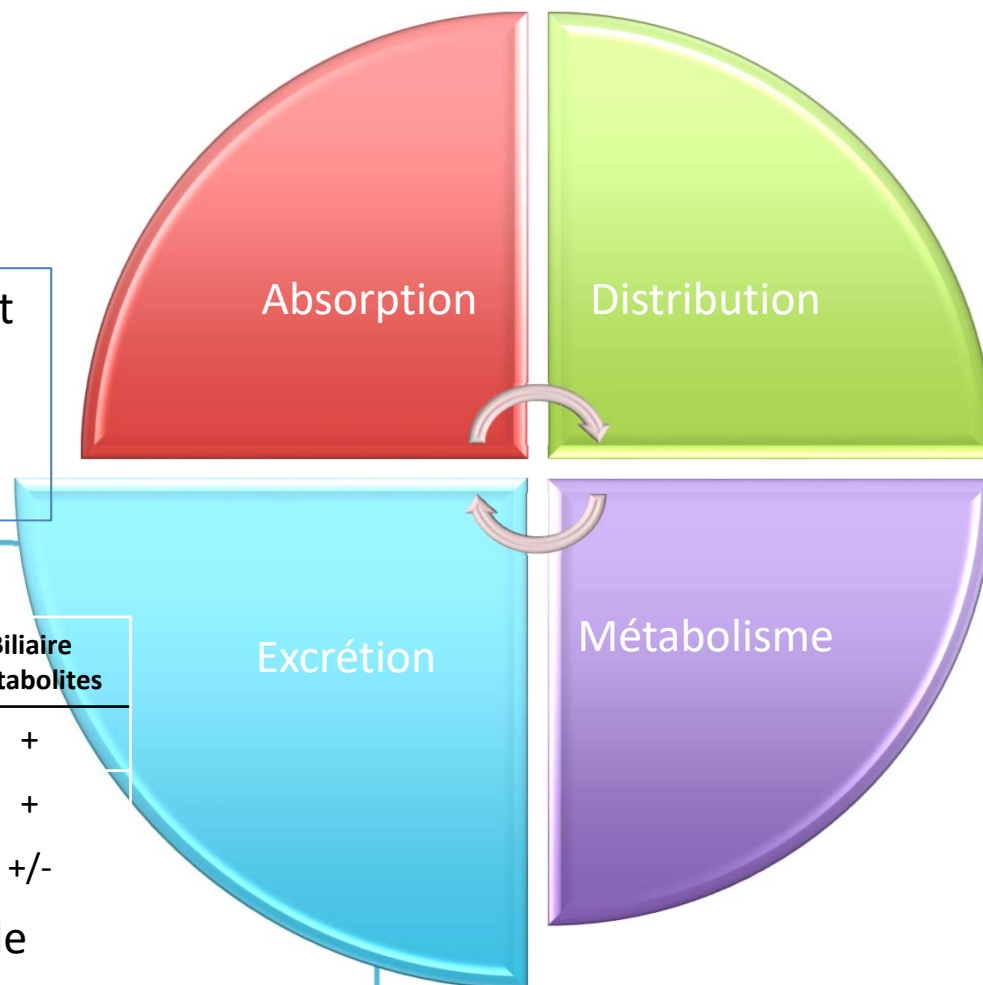 Absorption
Distribution
Excrétion
Métabolisme
+
+
+/-